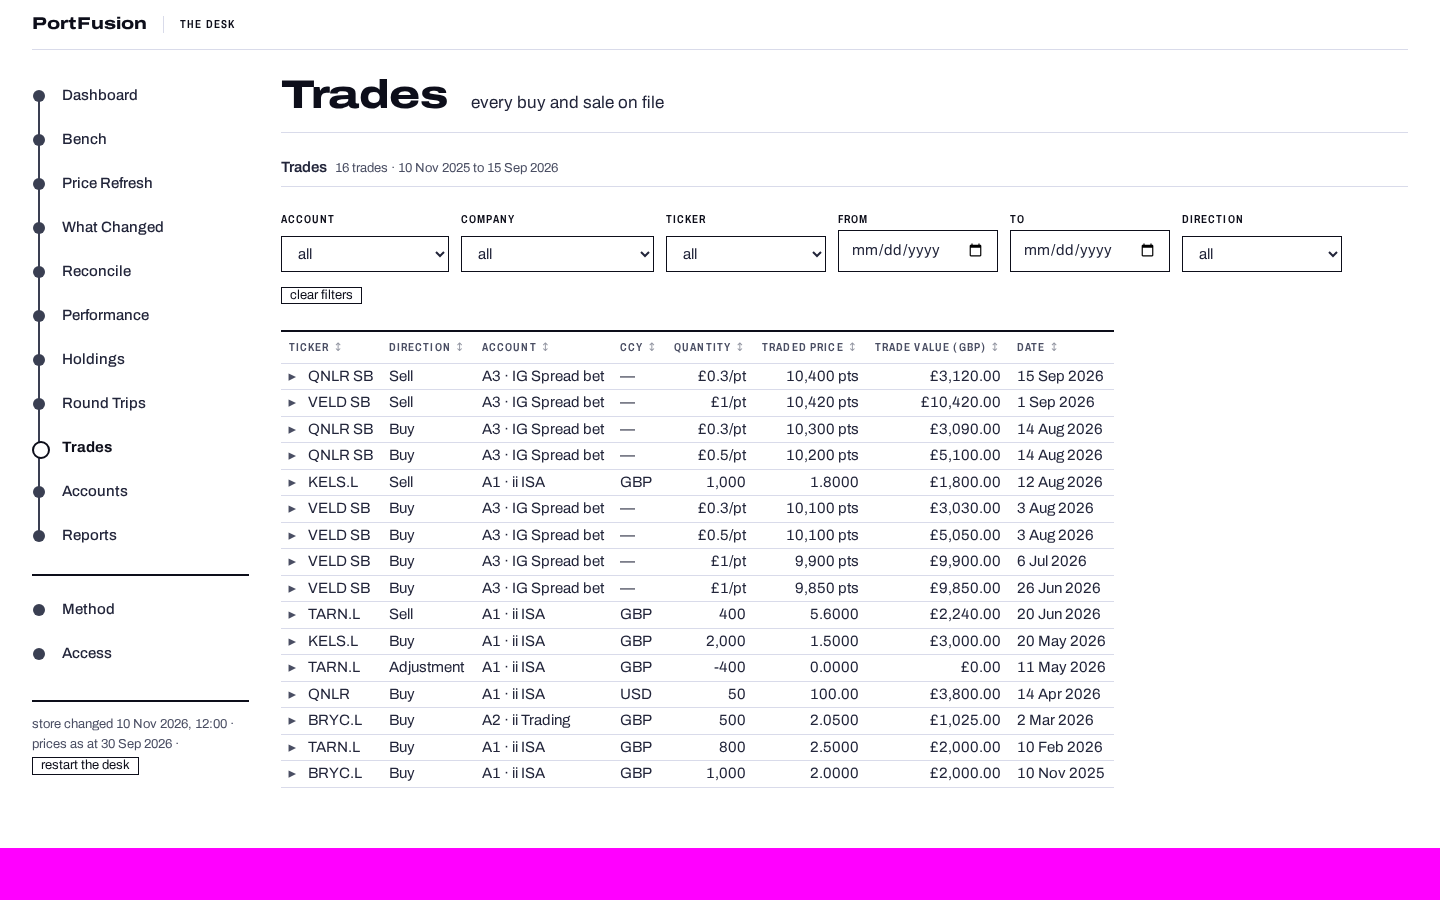 PortFusion THE DESK
Dashboard
Bench
Price Refresh
What Changed
Reconcile
Performance
Holdings
Round Trips
Trades
Accounts
Reports
Method
Access
store changed 10 Nov 2026, 12:00 ·
prices as at 30 Sep 2026 ·
restart the desk
Trades every buy and sale on file
Trades 16 trades · 10 Nov 2025 to 15 Sep 2026
ACCOUNT COMPANY TICKER FROM TO DIRECTION
all all all mm/dd/yyyy mm/dd/yyyy all
clear filters
TICKER ↕ DIRECTION ↕ ACCOUNT ↕ CCY ↕ QUANTITY ↕ TRADED PRICE ↕ TRADE VALUE (GBP) ↕ DATE ↕
▸ QNLR SB Sell A3 · IG Spread bet — £0.3/pt 10,400 pts £3,120.00 15 Sep 2026
▸ VELD SB Sell A3 · IG Spread bet — £1/pt 10,420 pts £10,420.00 1 Sep 2026
▸ QNLR SB Buy A3 · IG Spread bet — £0.3/pt 10,300 pts £3,090.00 14 Aug 2026
▸ QNLR SB Buy A3 · IG Spread bet — £0.5/pt 10,200 pts £5,100.00 14 Aug 2026
▸ KELS.L Sell A1 · ii ISA GBP 1,000 1.8000 £1,800.00 12 Aug 2026
▸ VELD SB Buy A3 · IG Spread bet — £0.3/pt 10,100 pts £3,030.00 3 Aug 2026
▸ VELD SB Buy A3 · IG Spread bet — £0.5/pt 10,100 pts £5,050.00 3 Aug 2026
▸ VELD SB Buy A3 · IG Spread bet — £1/pt 9,900 pts £9,900.00 6 Jul 2026
▸ VELD SB Buy A3 · IG Spread bet — £1/pt 9,850 pts £9,850.00 26 Jun 2026
▸ TARN.L Sell A1 · ii ISA GBP 400 5.6000 £2,240.00 20 Jun 2026
▸ KELS.L Buy A1 · ii ISA GBP 2,000 1.5000 £3,000.00 20 May 2026
▸ TARN.L Adjustment A1 · ii ISA GBP -400 0.0000 £0.00 11 May 2026
▸ QNLR Buy A1 · ii ISA USD 50 100.00 £3,800.00 14 Apr 2026
▸ BRYC.L Buy A2 · ii Trading GBP 500 2.0500 £1,025.00 2 Mar 2026
▸ TARN.L Buy A1 · ii ISA GBP 800 2.5000 £2,000.00 10 Feb 2026
▸ BRYC.L Buy A1 · ii ISA GBP 1,000 2.0000 £2,000.00 10 Nov 2025